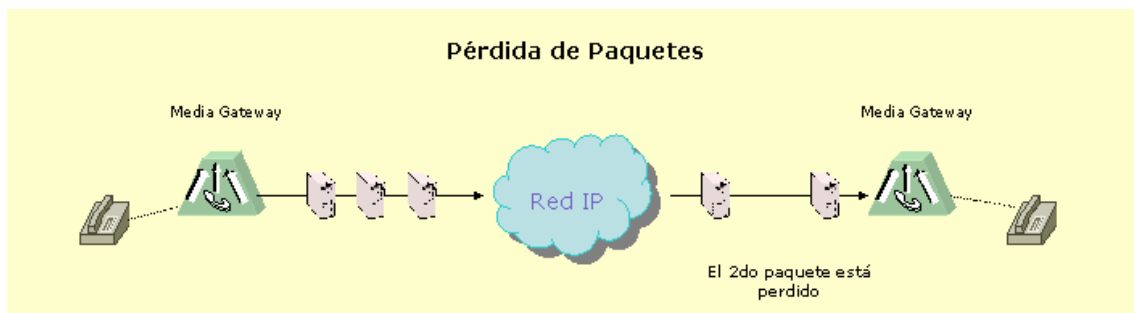 Pérdida de Paquetes
Media Gateway
Media Gateway
Red IP
El 2do paquete está
perdido